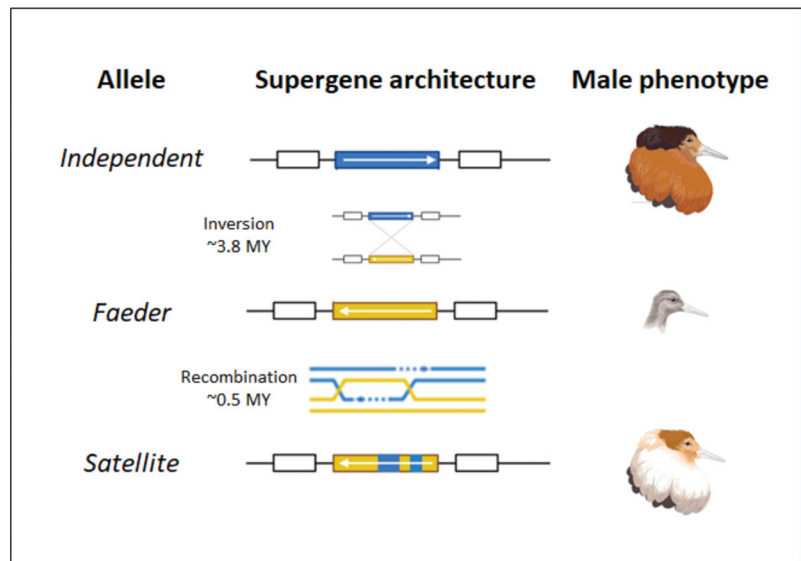 Allele Supergene architecture Male phenotype
Independent
Inversion
~3.8 MY
Faeder
Recombination
~0.5 MY
Satellite